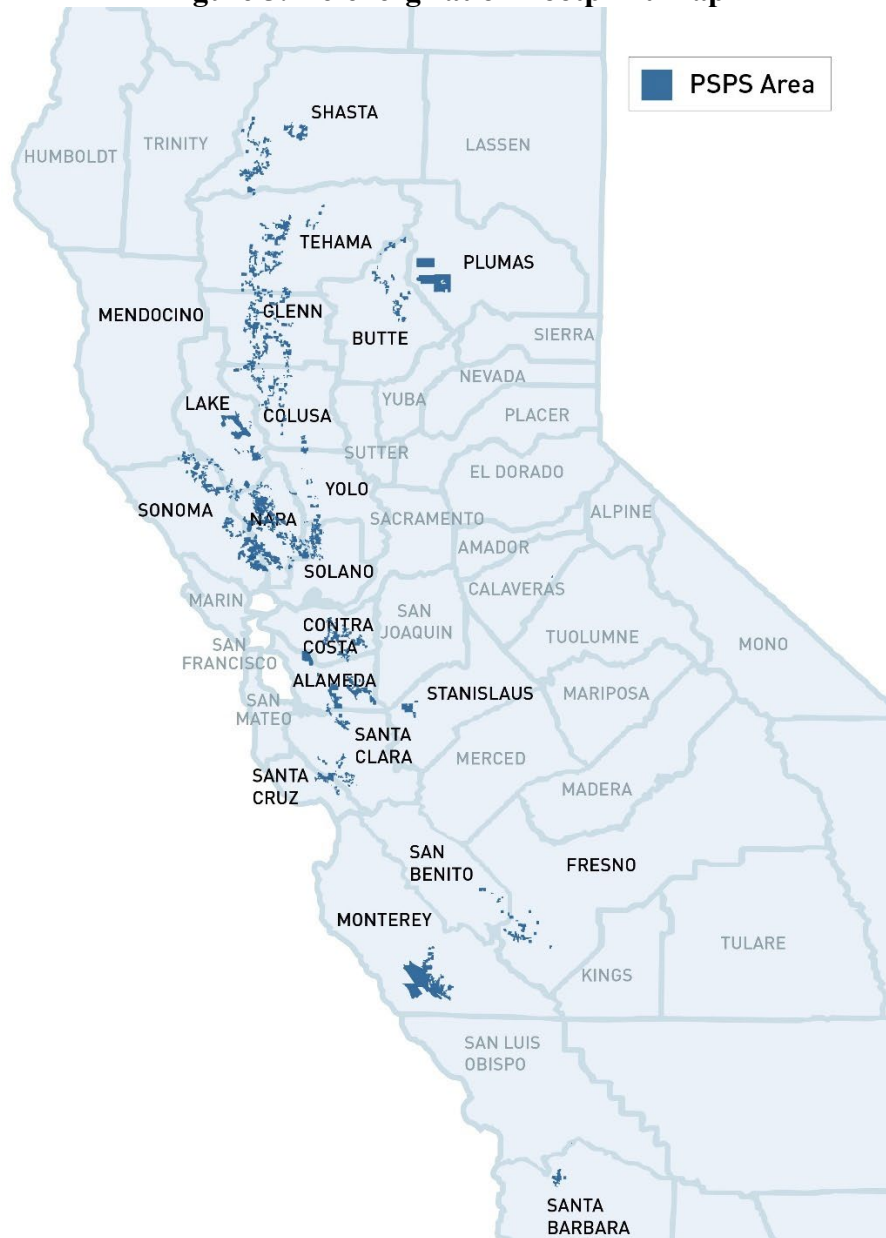 PSPS Area
SHASTA
TRINITY
HUMBOLDT
LASSEN
TEHAMA
PLUMAS
MENDOCINO
GLENN
BUTTE
SIERRA
NEVADA
YUBA
LAKE
COLUSA
PLACER
SUTTER
EL DORADO
YOLO
SONOMA
NAPA
SACRAMENTO
ALPINE
AMADOR
SOLANO
CALAVERAS
MARIN
SAN
JOAQUIN
CONTRA
COSTA
TUOLUMNE
MONO
SAN
FRANCISCO
ALAMEDA
STANISLAUS
MARIPOSA
SAN
MATEO
SANTA
CLARA
MERCED
SANTA
CRUZ
MADERA
SAN
BENITO
FRESNO
MONTEREY
TULARE
KINGS
SAN LUIS
OBISPO
SANTA
BARBARA